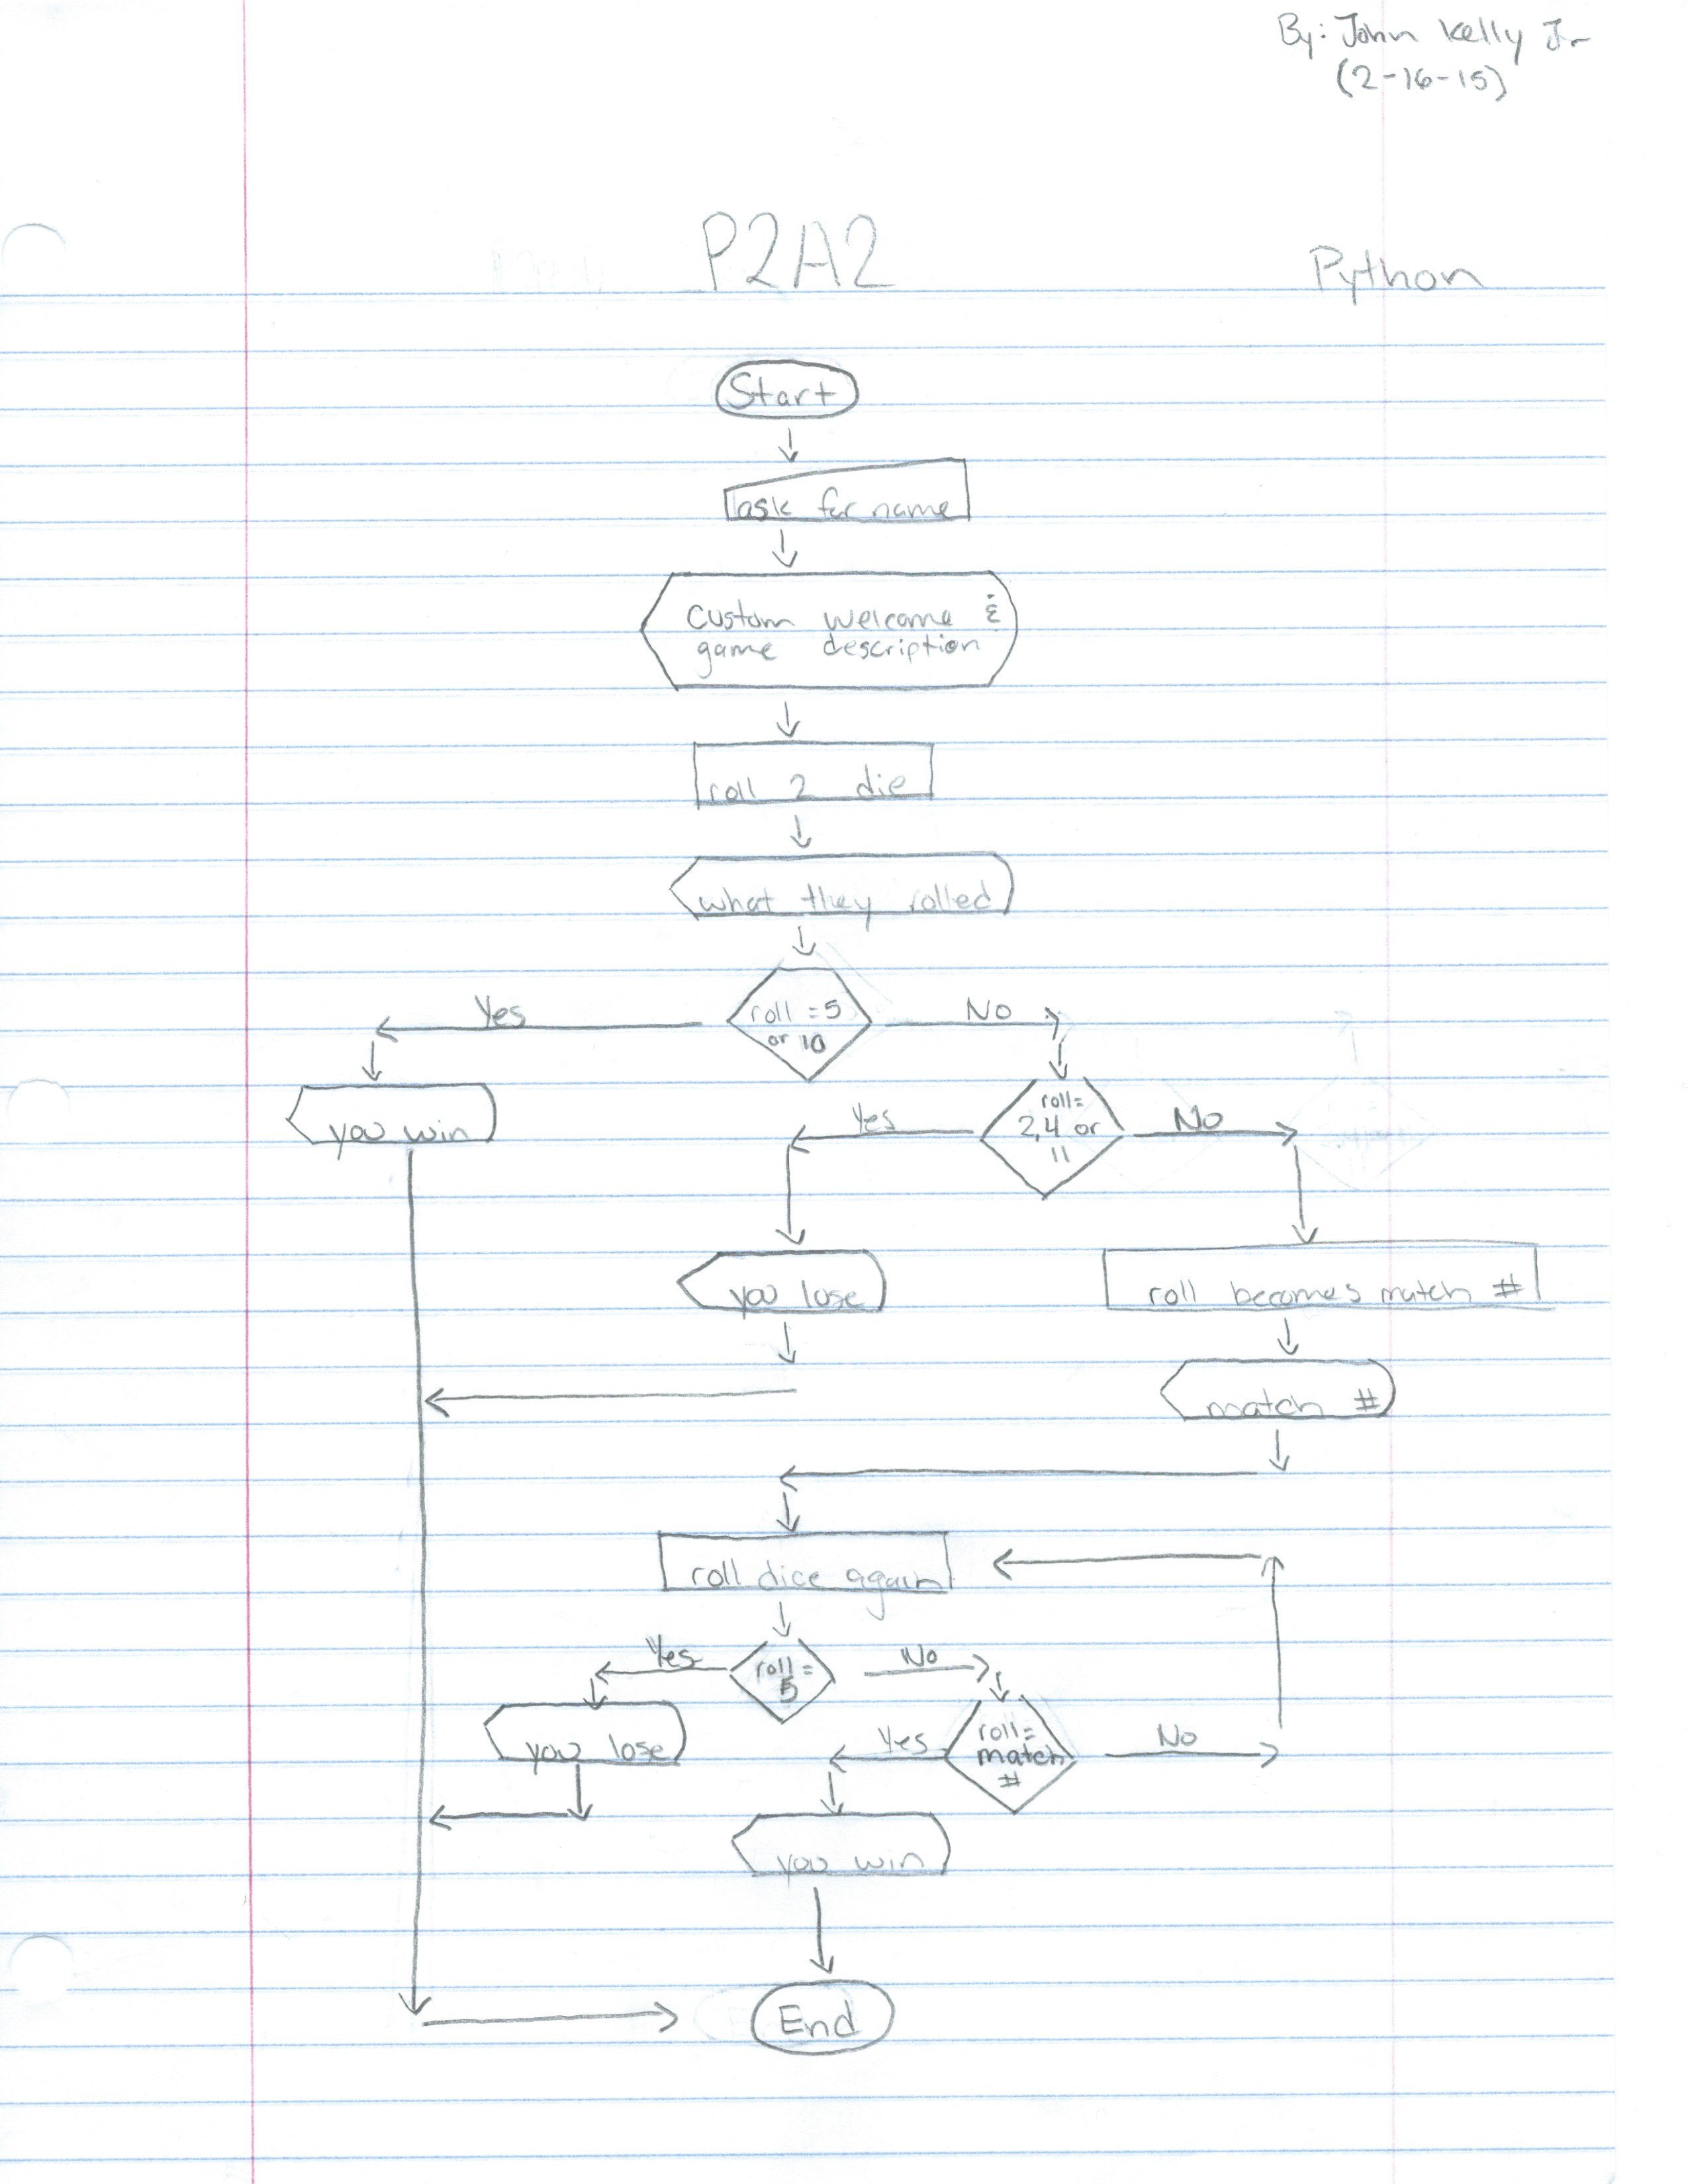 By: John Kelly Jr
(2-16-15)
P2A2
Python
Start
ask for name
Custom Welcome &
game description
roll 2 die
what they rolled
Yes
roll = 5
or 10
No
you win
Yes
roll=
2,4 or
11
No
you lose
roll becomes match #
match #
roll dice again
Yes
roll =
5
No
you lose
Yes
roll=
match
#
No
you win
End